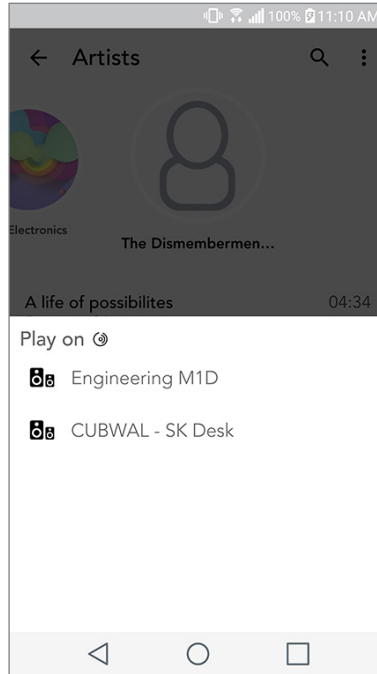 100% 11:10 AM
Artists
Electronics
The Dismembermen...
A life of possibilites 04:34
Play on
Engineering M1D
CUBWAL - SK Desk